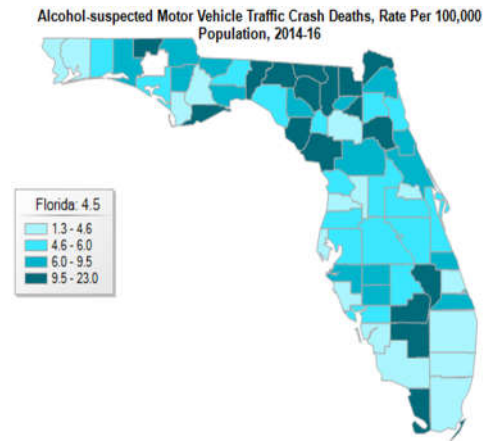 Alcohol-suspected Motor Vehicle Traffic Crash Deaths, Rate Per 100,000
Population, 2014-16
Florida: 4.5
1.3 - 4.6
4.6 - 6.0
6.0 - 9.5
9.5 - 23.0